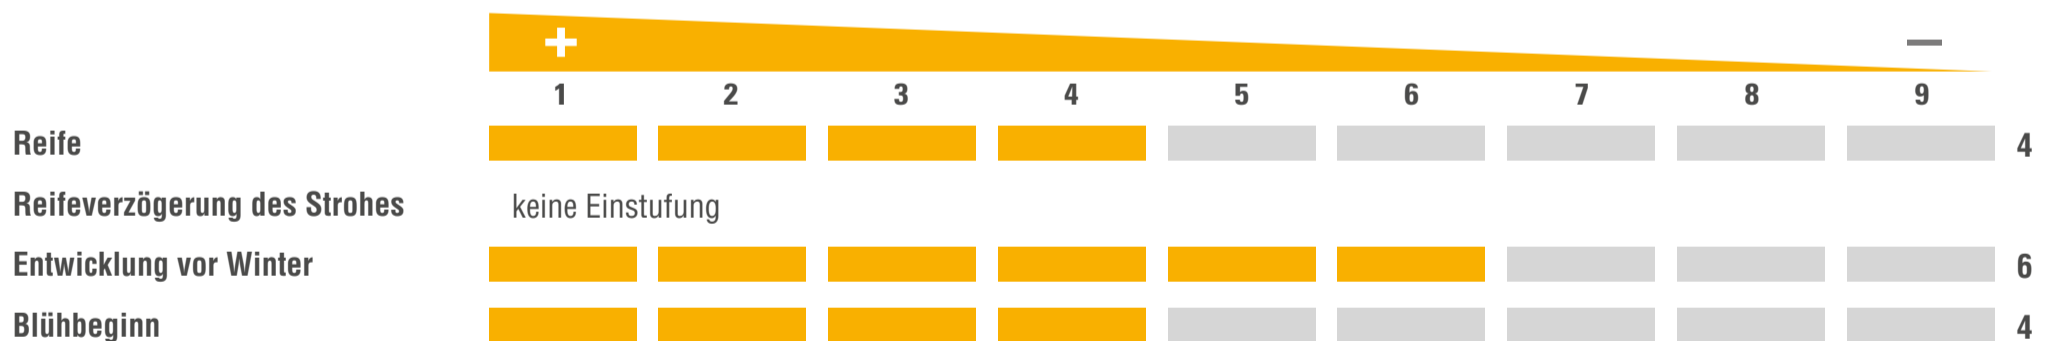 + —
1 2 3 4 5 6 7 8 9
Reife 4
Reifeverzögerung des Strohes keine Einstufung
Entwicklung vor Winter 6
Blühbeginn 4